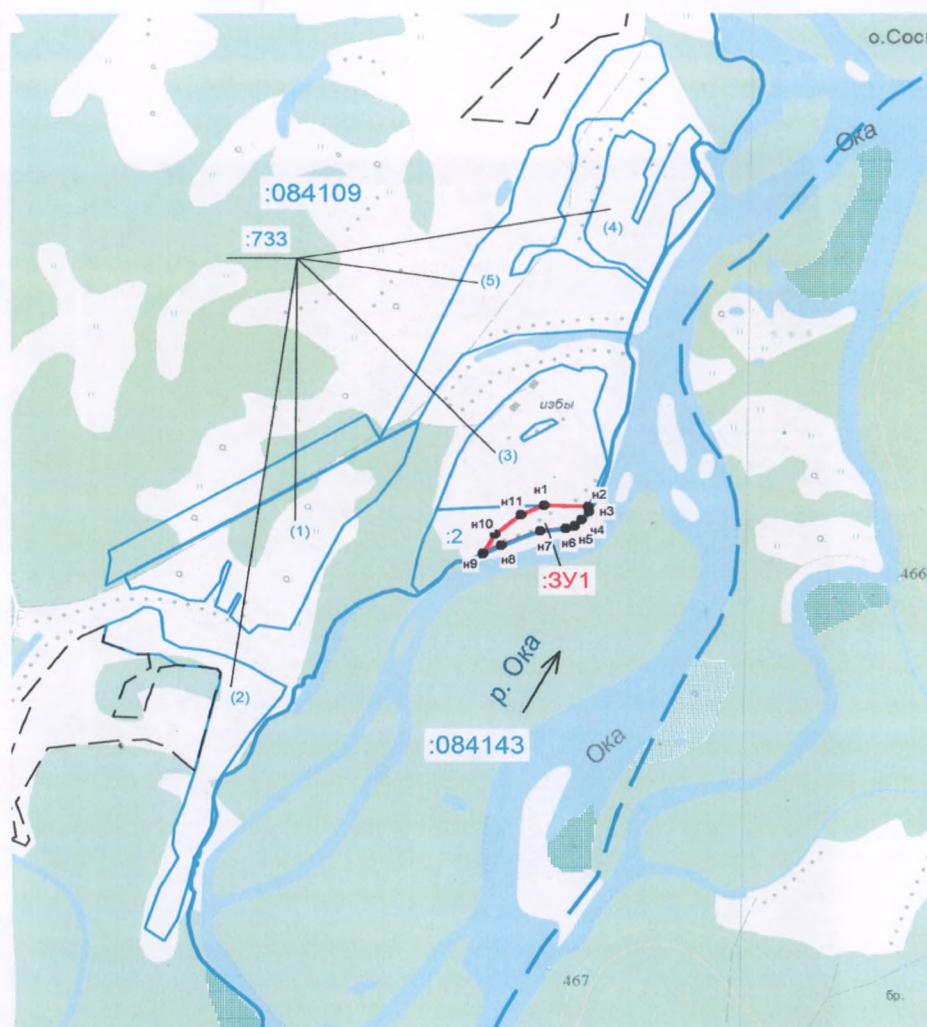 о.Сосн
Ока
:084109
:733
(4)
(5)
избы
(3)
н1
н2
н11
н3
н10
:2
н4
н7
н6
н5
(1)
н9
н8
:ЗУ1
466
р. Ока
(2)
:084143
Ока
467
бр.